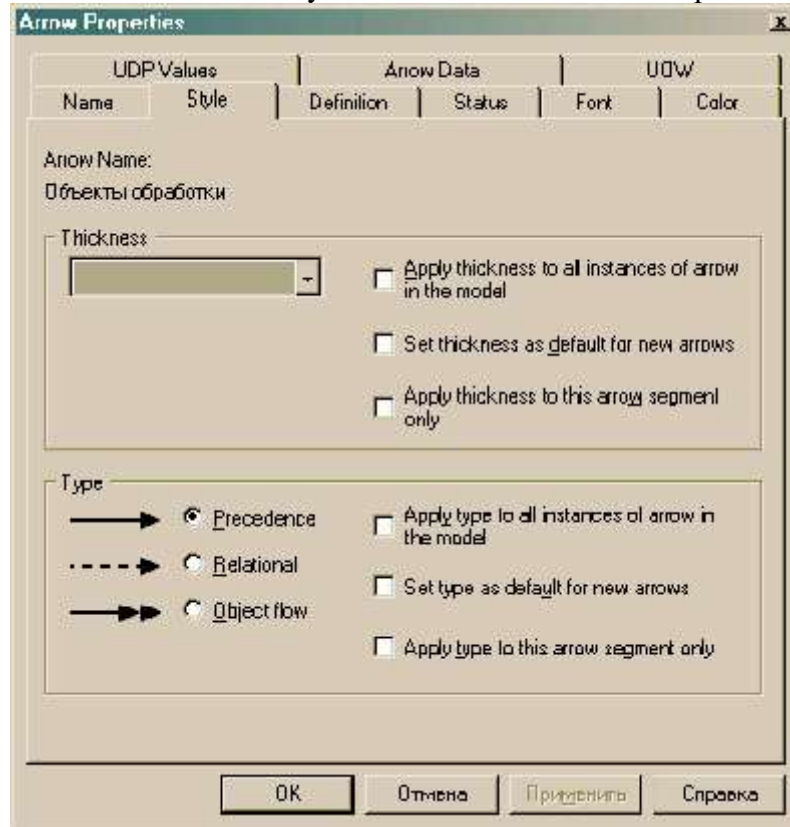 Arrow Properties x
UDP Values Arrow Data UOW
Name Style Definition Status Font Color
Arrow Name:
Объекты обработки
Thickness
Apply thickness to all instances of arrow
in the model
Set thickness as default for new arrows
Apply thickness to this arrow segment
only
Type
Precedence
Relational
Object flow
Apply type to all instances of arrow in
the model
Set type as default for new arrows
Apply type to this arrow segment only
OK Отмена Применить Справка